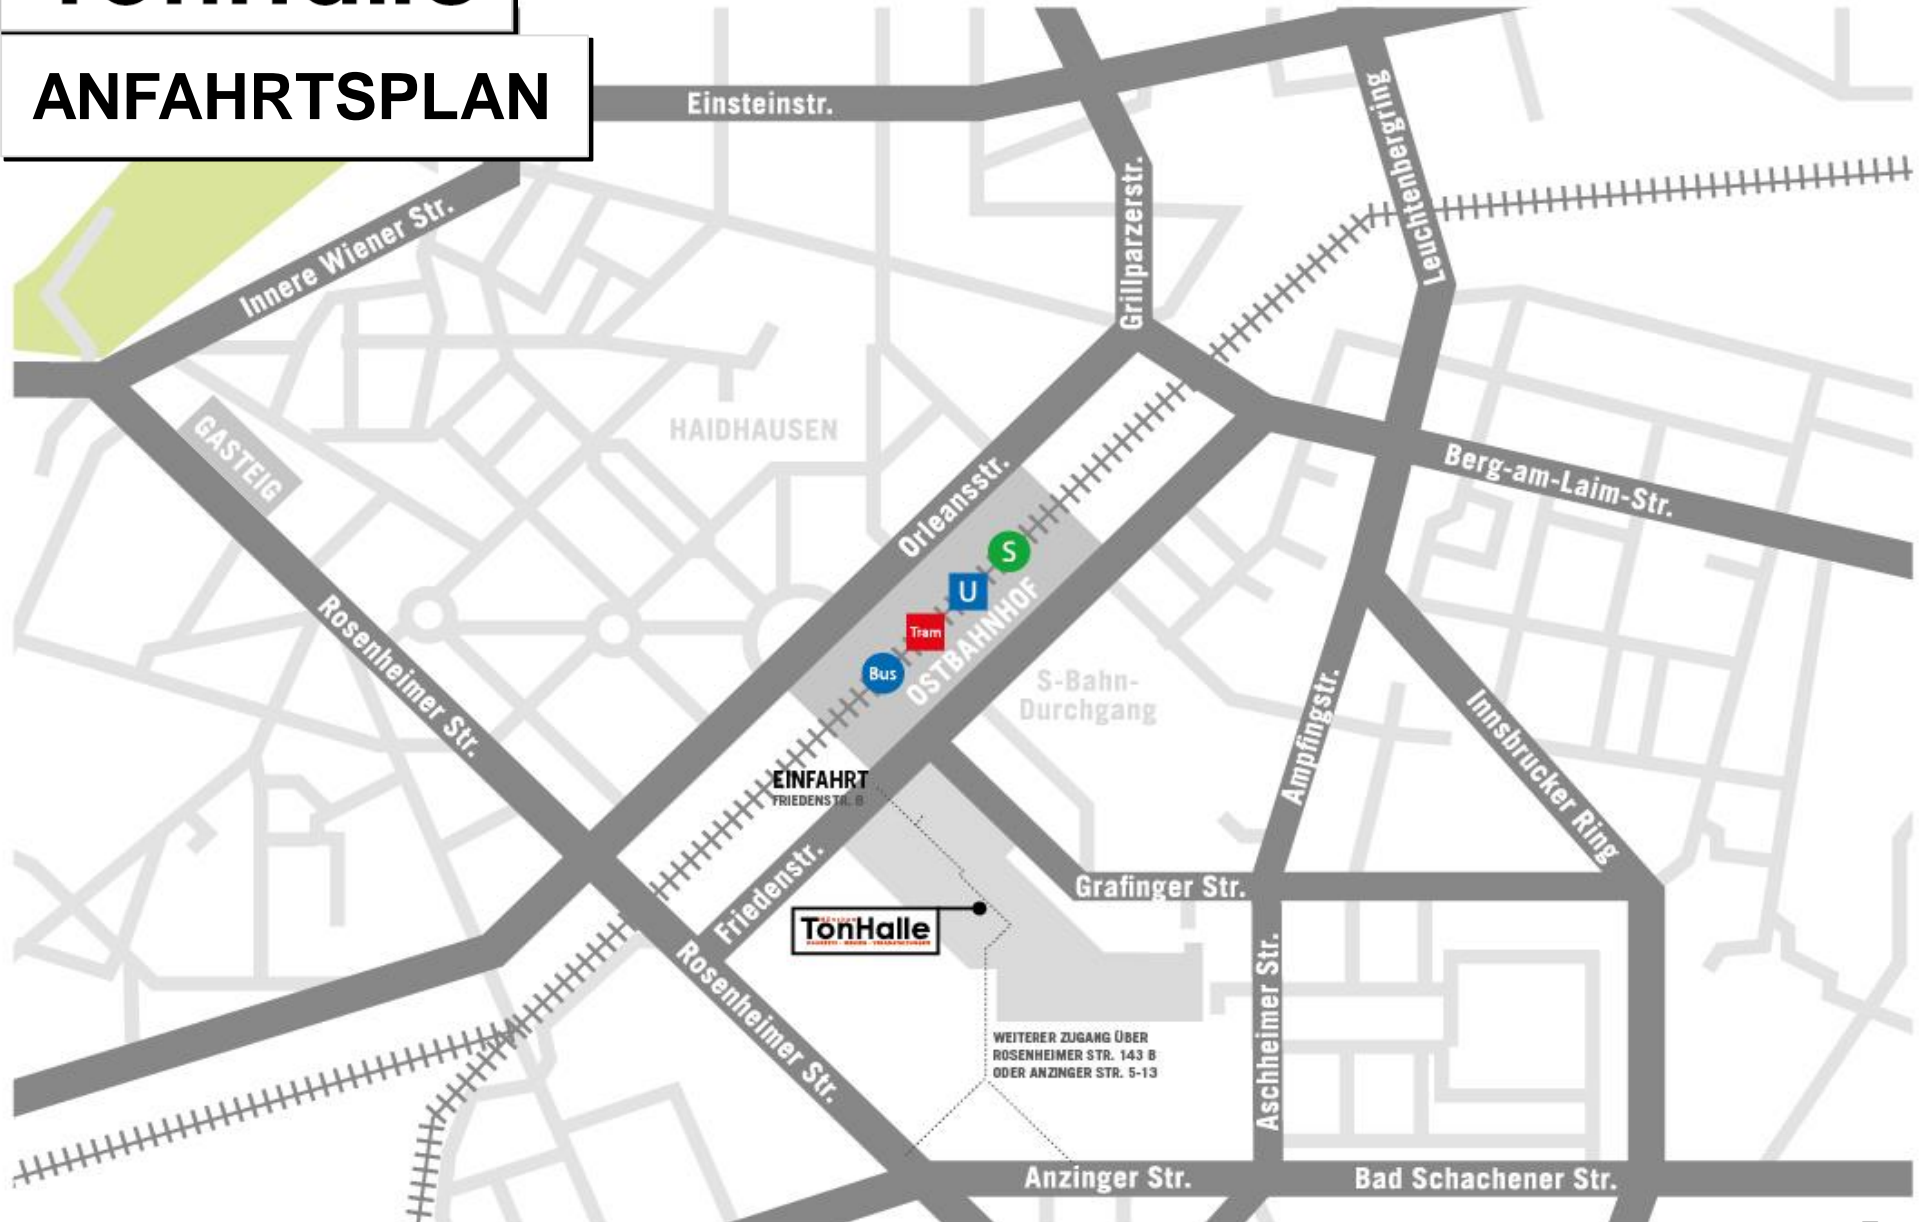 TonHalle
ANFAHRTSPLAN
Einsteinstr.
Leuchtenbergring
Grillparzerstr.
Innere Wiener Str.
GASTEIG
HAIDHAUSEN
Orleansstr.
Berg-am-Laim-Str.
S
U
Tram
Bus
OSTBAHNHOF
S-Bahn-
Durchgang
Rosenheimer Str.
Ampfingstr.
Innsbrucker Ring
EINFAHRT
FRIEDENSTR. 8
Friedenstr.
Grafinger Str.
TonHalle
Rosenheimer Str.
Aschheimer Str.
WEITERER ZUGANG ÜBER
ROSENHEIMER STR. 143 B
ODER ANZINGER STR. 5-13
Anzinger Str.
Bad Schachener Str.